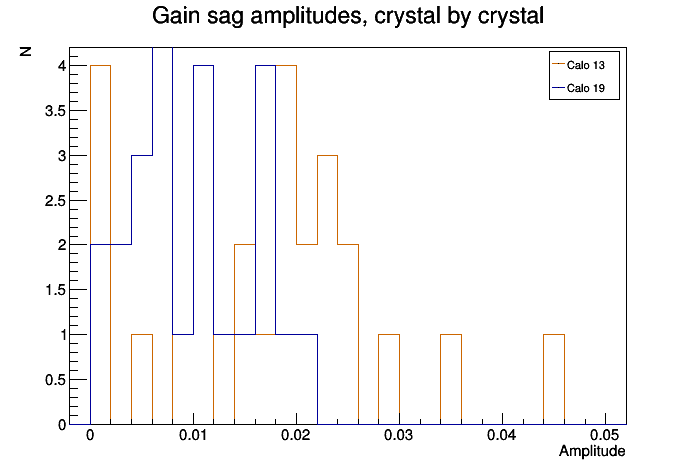 Gain sag amplitudes, crystal by crystal
N
Calo 13
Calo 19
4
3.5
3
2.5
2
1.5
1
0.5
0
0 0.01 0.02 0.03 0.04 0.05
Amplitude